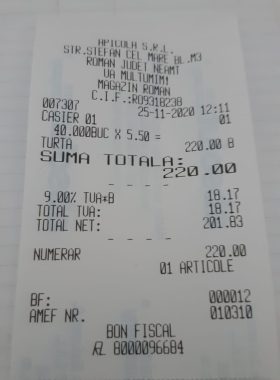 APICOLA S.R.L.
STR.STEFAN CEL MARE BL.M3
ROMAN JUDET NEAMT
VA MULTUMIM!
MAGAZIN ROMAN
C.I.F.:RO9318238
007307 25-11-2020 12:11
CASIER 01 01
40.000BUC X 5.50 =
TURTA 220.00 B
SUMA TOTALA:
220.00
- - - -
9.00% TVA*B 18.17
TOTAL TVA: 18.17
TOTAL NET: 201.83
- - - -
NUMERAR 220.00
01 ARTICOLE
BF: 000012
AMEF NR. 010310
BON FISCAL
RL 8000096684